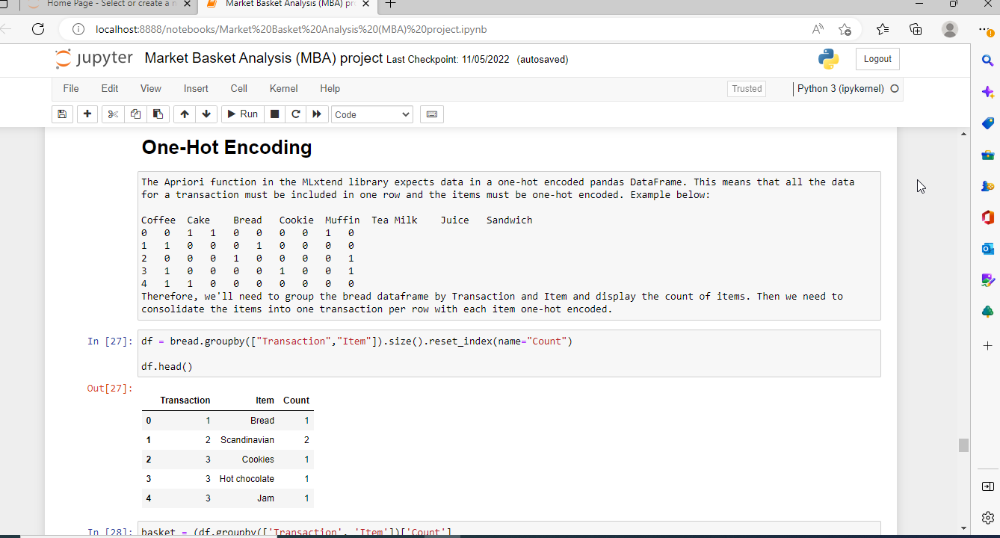 Home Page - Select or create a n
Market Basket Analysis (MBA) pr
localhost:8888/notebooks/Market%20Basket%20Analysis%20(MBA)%20project.ipynb
jupyter Market Basket Analysis (MBA) project Last Checkpoint: 11/05/2022 (autosaved)
Logout
File Edit View Insert Cell Kernel Help
Trusted
Python 3 (ipykernel)
Run
Code
One-Hot Encoding
The Apriori function in the MLxtend library expects data in a one-hot encoded pandas DataFrame. This means that all the data
for a transaction must be included in one row and the items must be one-hot encoded. Example below:
Coffee Cake Bread Cookie Muffin Tea Milk Juice Sandwich
0 0 1 1 0 0 0 0 1 0
1 1 0 0 0 1 0 0 0 0
2 0 0 0 1 0 0 0 0 1
3 1 0 0 0 0 1 0 0 1
4 1 1 0 0 0 0 0 0 0
Therefore, we'll need to group the bread dataframe by Transaction and Item and display the count of items. Then we need to
consolidate the items into one transaction per row with each item one-hot encoded.
In [27]: df = bread.groupby(["Transaction","Item"]).size().reset_index(name="Count")
df.head()
Out[27]:
Transaction Item Count
0 1 Bread 1
1 2 Scandinavian 2
2 3 Cookies 1
3 3 Hot chocolate 1
4 3 Jam 1
In [28]: basket = (df.groupby(['Transaction', 'Item'])['Count']